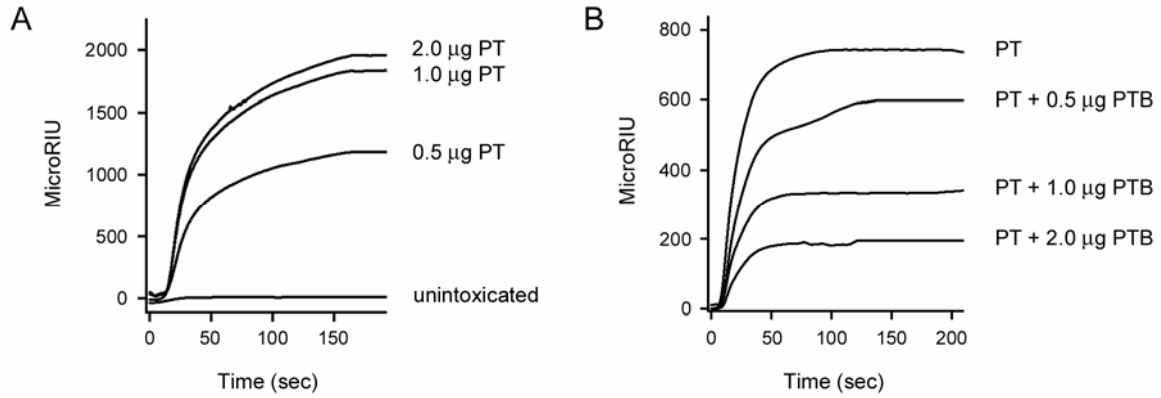 A
MicroRIU
2000
1500
1000
500
0
0 50 100 150
Time (sec)
2.0 μg PT
1.0 μg PT
0.5 μg PT
unintoxicated
B
MicroRIU
800
600
400
200
0
0 50 100 150 200
Time (sec)
PT
PT + 0.5 μg PTB
PT + 1.0 μg PTB
PT + 2.0 μg PTB